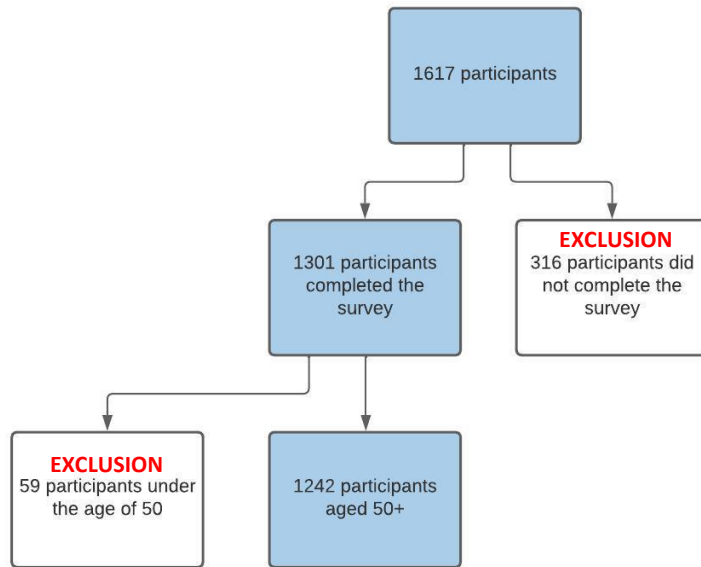 1617 participants
1301 participants
completed the
survey
EXCLUSION
316 participants did
not complete the
survey
EXCLUSION
59 participants under
the age of 50
1242 participants
aged 50+